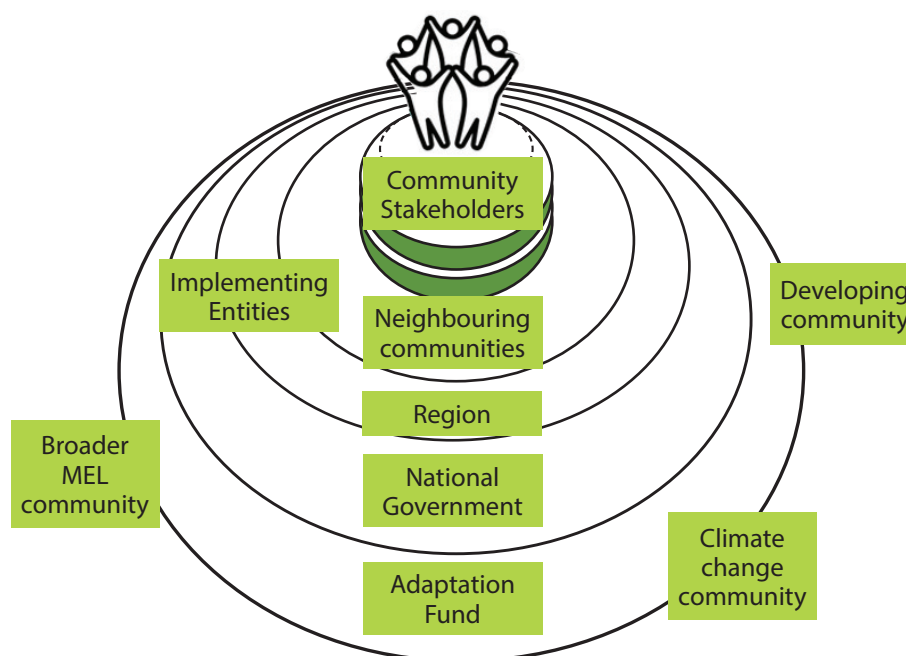 Community
Stakeholders
Implementing
Entities
Developing
community
Neighbouring
communities
Region
Broader
MEL
community
National
Government
Climate
change
community
Adaptation
Fund